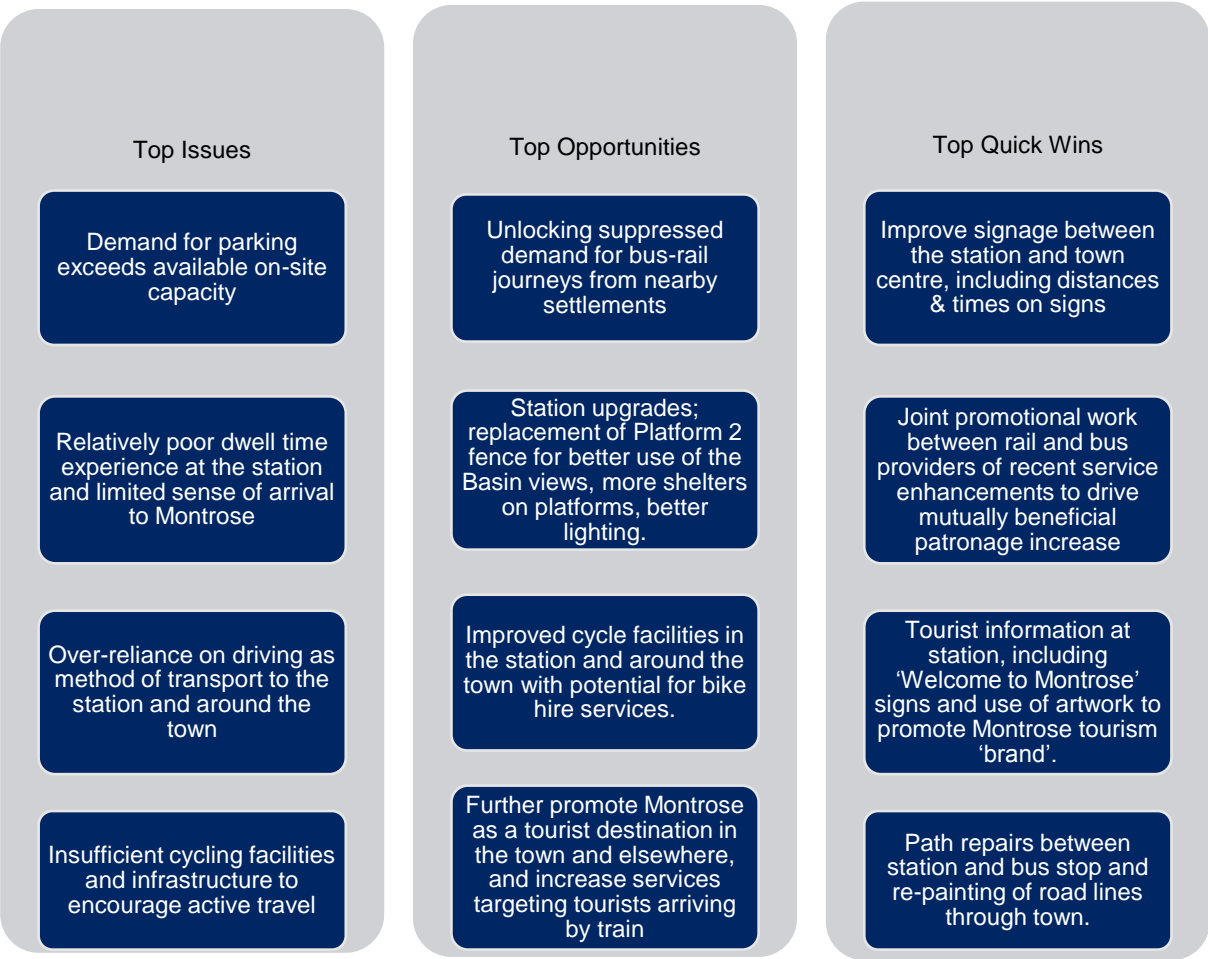 Top Issues
Demand for parking
exceeds available on-site
capacity
Relatively poor dwell time
experience at the station
and limited sense of arrival
to Montrose
Over-reliance on driving as
method of transport to the
station and around the
town
Insufficient cycling facilities
and infrastructure to
encourage active travel
Top Opportunities
Unlocking suppressed
demand for bus-rail
journeys from nearby
settlements
Station upgrades;
replacement of Platform 2
fence for better use of the
Basin views, more shelters
on platforms, better
lighting.
Improved cycle facilities in
the station and around the
town with potential for bike
hire services.
Further promote Montrose
as a tourist destination in
the town and elsewhere,
and increase services
targeting tourists arriving
by train
Top Quick Wins
Improve signage between
the station and town
centre, including distances
& times on signs
Joint promotional work
between rail and bus
providers of recent service
enhancements to drive
mutually beneficial
patronage increase
Tourist information at
station, including
‘Welcome to Montrose’
signs and use of artwork to
promote Montrose tourism
‘brand’.
Path repairs between
station and bus stop and
re-painting of road lines
through town.